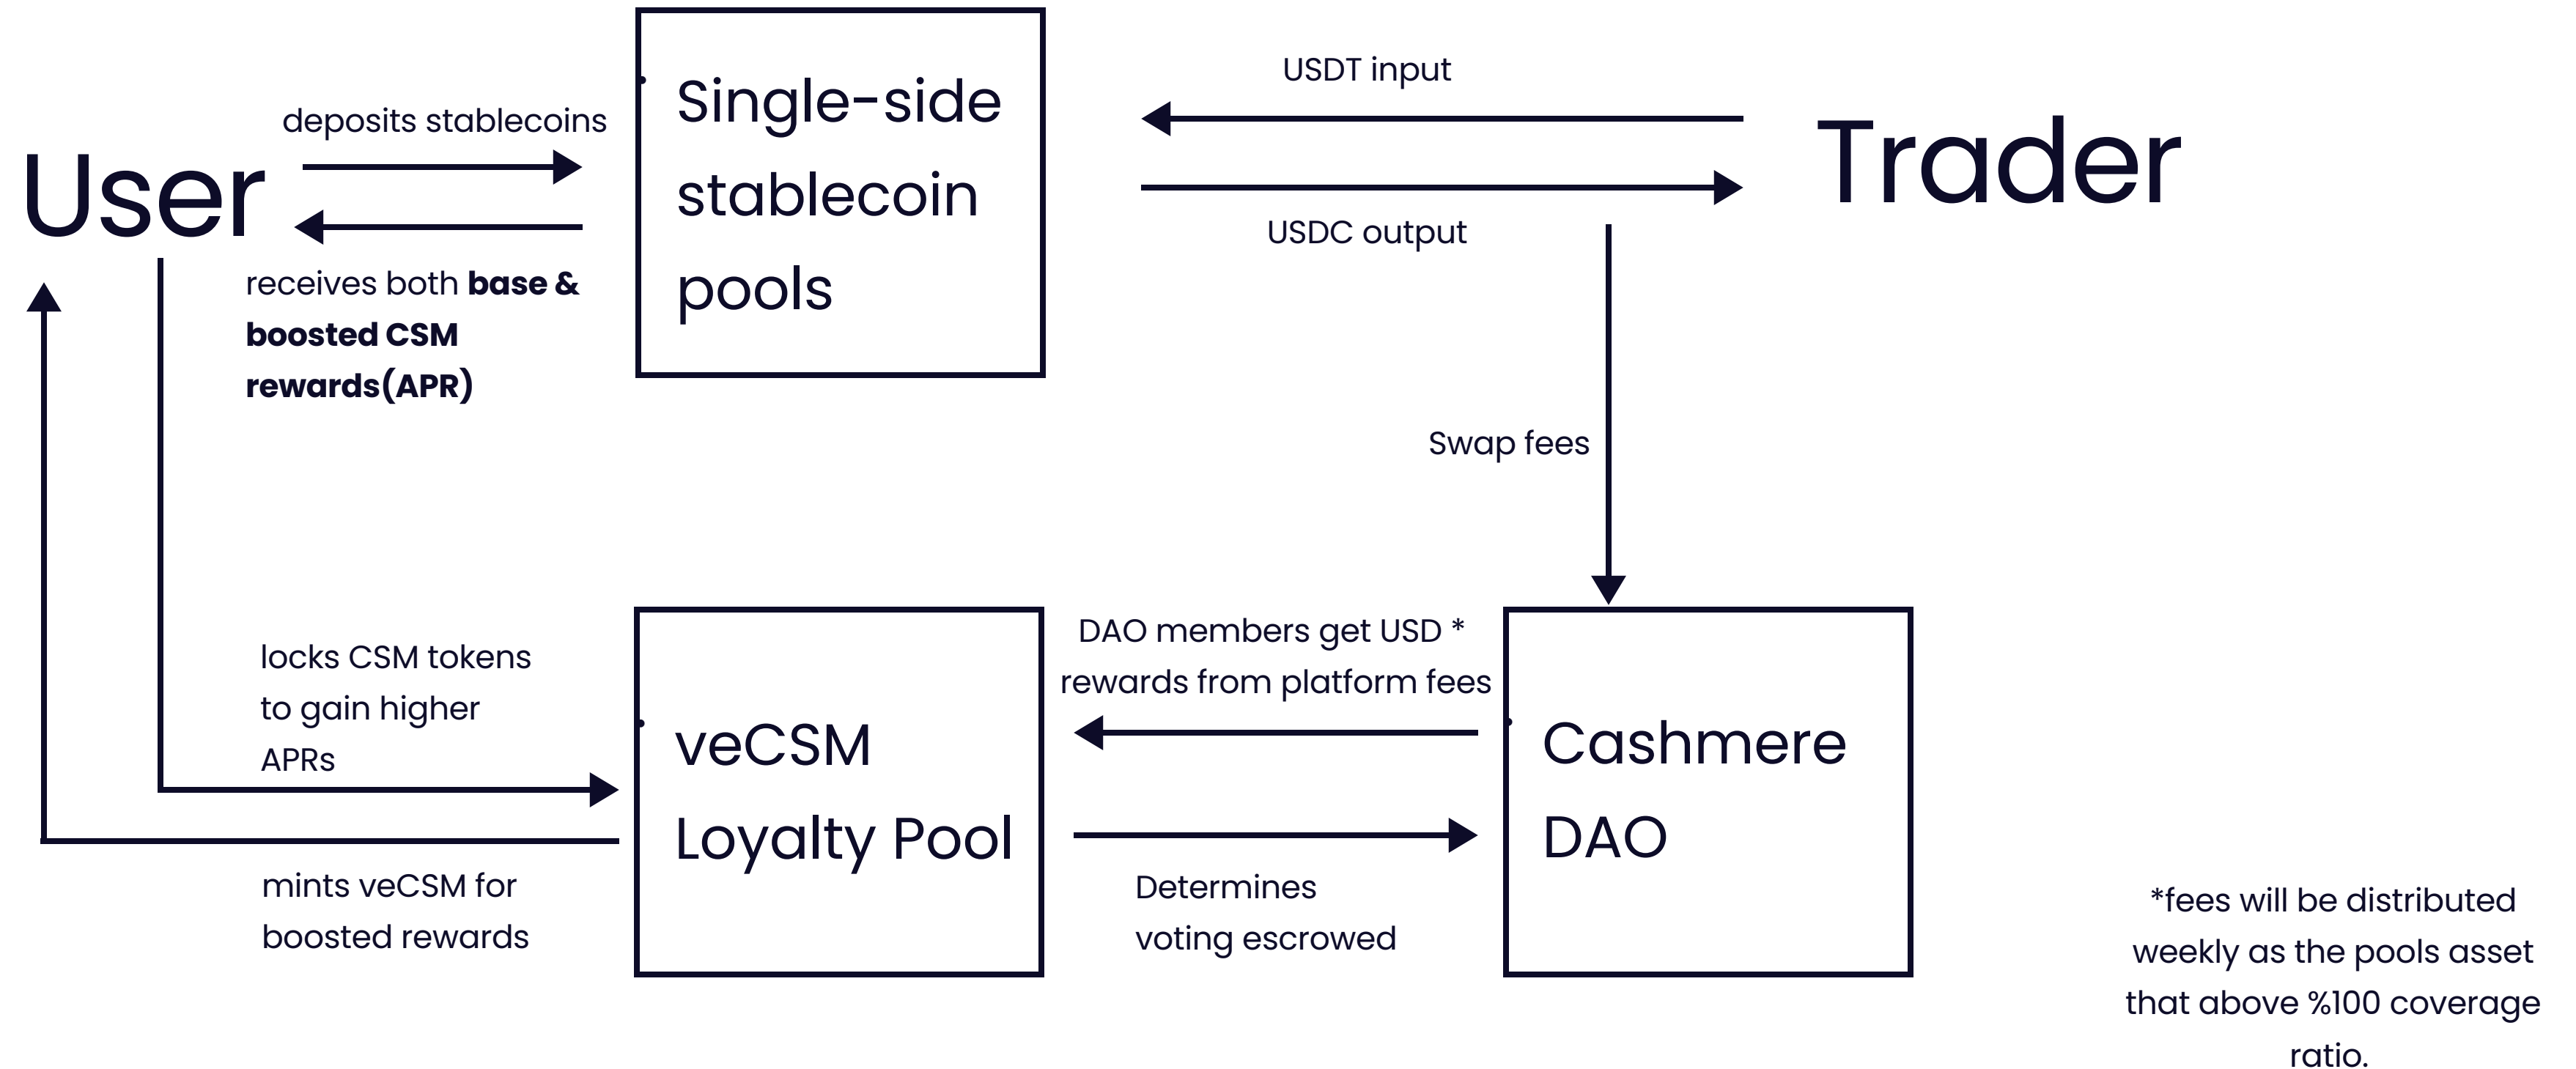 User
deposits stablecoins
receives both base &
boosted CSM
rewards(APR)
Single-side
stablecoin
pools
USDT input
USDC output
Trader
Swap fees
locks CSM tokens
to gain higher
APRs
mints veCSM for
boosted rewards
veCSM
Loyalty Pool
DAO members get USD *
rewards from platform fees
Determines
voting escrowed
Cashmere
DAO
*fees will be distributed
weekly as the pools asset
that above %100 coverage
ratio.